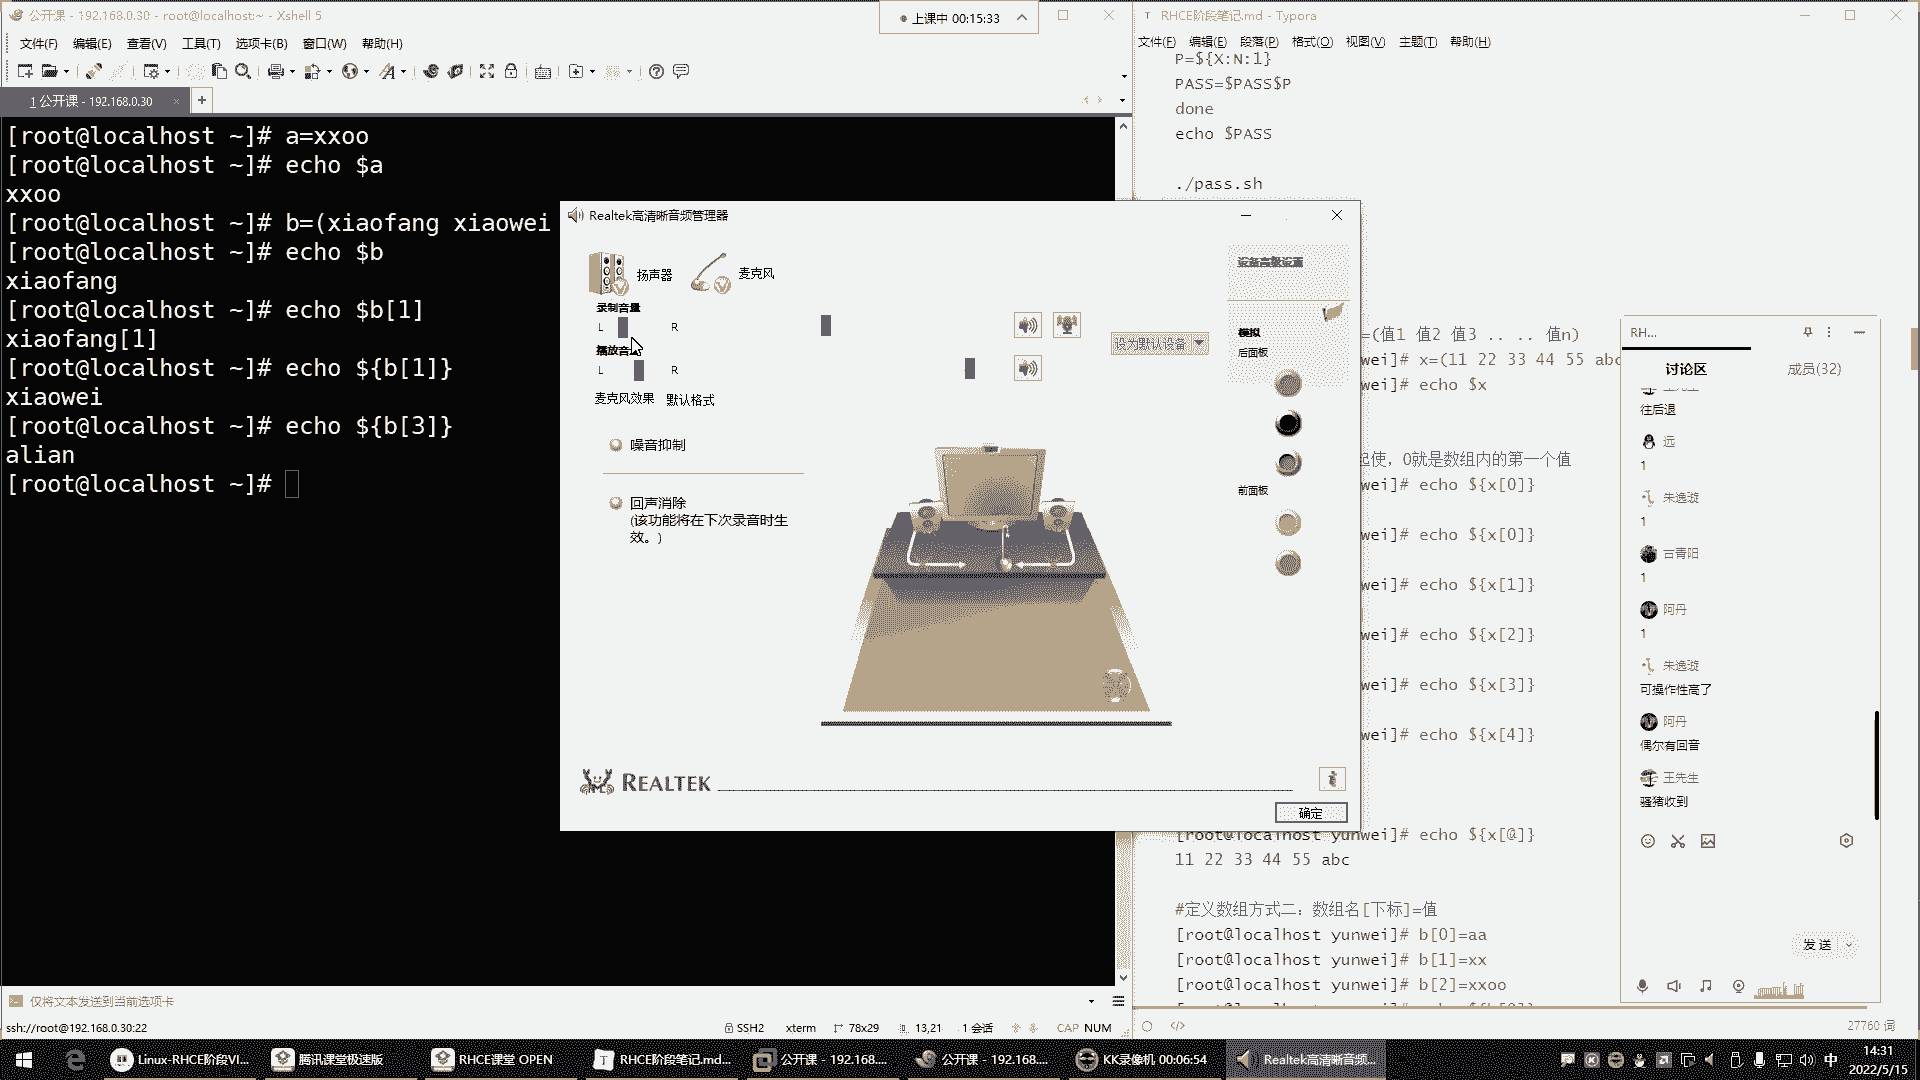 公开课 - 192.168.0.30 - root@localhost:~ - Xshell 5
上课中 00:15:33
文件(F) 编辑(E) 查看(V) 工具(T) 选项卡(B) 窗口(W) 帮助(H)
1 公开课 - 192.168.0.30
[root@localhost ~]# a=xxoo
[root@localhost ~]# echo $a
xxoo
[root@localhost ~]# b=(xiaofang xiaowei
[root@localhost ~]# echo $b
xiaofang
[root@localhost ~]# echo $b[1]
xiaofang[1]
[root@localhost ~]# echo ${b[1]}
xiaowei
[root@localhost ~]# echo ${b[3]}
alian
[root@localhost ~]#
仅将文本发送到当前选项卡
ssh://root@192.168.0.30:22
SSH2 xterm 78x29 13,21 1 会话 CAP NUM
Realtek高清晰音频管理器
扬声器
麦克风
录制音量
L R
播放音
L R
设为默认设备
麦克风效果 默认格式
噪音抑制
回声消除
(该功能将在下次录音时生
效。)
设备高级设置
模拟
后面板
前面板
REALTEK
确定
RHCE阶段笔记.md - Typora
文件(F) 编辑(E) 段落(P) 格式(O) 视图(V) 主题(T) 帮助(H)
P=${X:N:1}
PASS=$PASS$P
done
echo $PASS
./pass.sh
=(值1 值2 值3 .. .. 值n)
wei]# x=(11 22 33 44 55 abc
wei]# echo $x
起使，0就是数组内的第一个值
wei]# echo ${x[0]}
wei]# echo ${x[0]}
wei]# echo ${x[1]}
wei]# echo ${x[2]}
wei]# echo ${x[3]}
wei]# echo ${x[4]}
[root@localhost yunwei]# echo ${x[@]}
11 22 33 44 55 abc
#定义数组方式二：数组名[下标]=值
[root@localhost yunwei]# b[0]=aa
[root@localhost yunwei]# b[1]=xx
[root@localhost yunwei]# b[2]=xxoo
27760 词
RH...
讨论区 成员(32)
往后退
远
1
朱逸漩
1
1
阿丹
1
朱逸漩
可操作性高了
阿丹
偶尔有回音
王先生
骚猪收到
发送
Linux-RHCE阶段VI...
腾讯课堂极速版
RHCE课堂 OPEN
RHCE阶段笔记.md...
公开课 - 192.168....
公开课 - 192.168....
KK录像机 00:06:54
Realtek高清晰音频...
中
14:31
2022/5/15